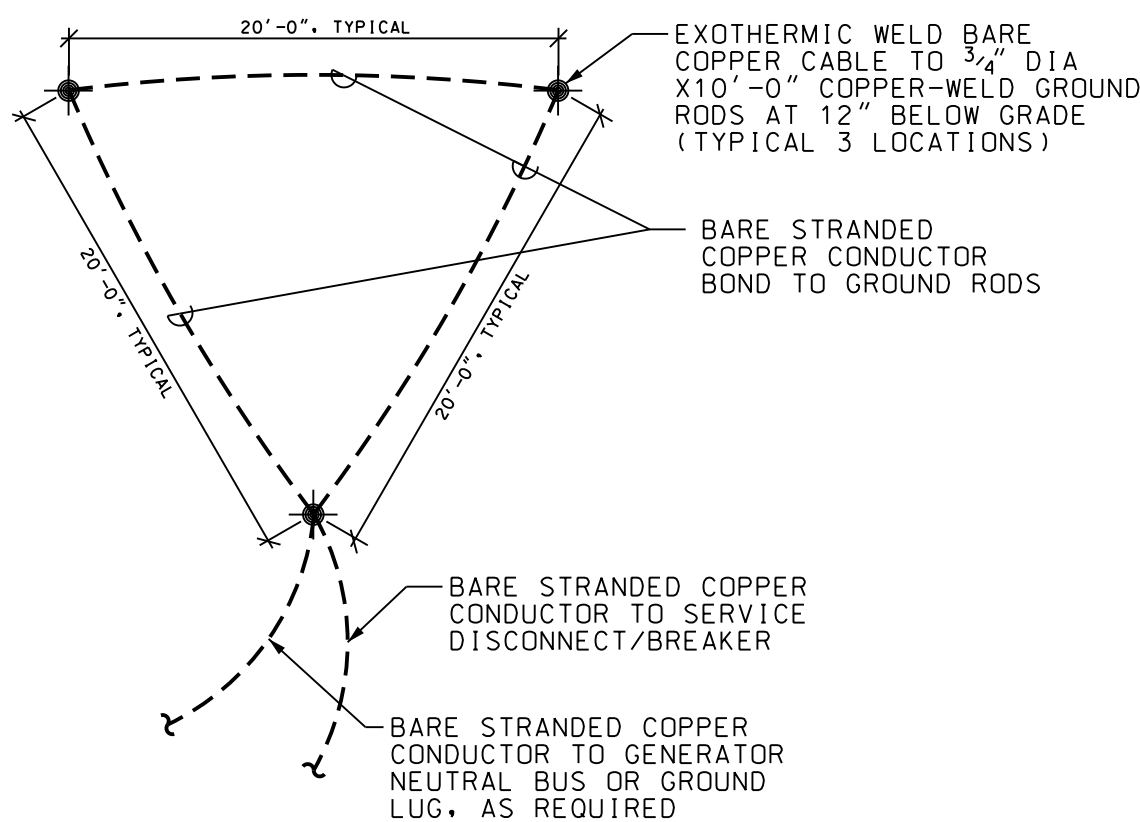 20'-0", TYPICAL
EXOTHERMIC WELD BARE
COPPER CABLE TO 3/4" DIA
X10'-0" COPPER-WELD GROUND
RODS AT 12" BELOW GRADE
(TYPICAL 3 LOCATIONS)
BARE STRANDED
COPPER CONDUCTOR
BOND TO GROUND RODS
20'-0", TYPICAL
20'-0", TYPICAL
BARE STRANDED COPPER
CONDUCTOR TO SERVICE
DISCONNECT/BREAKER
BARE STRANDED COPPER
CONDUCTOR TO GENERATOR
NEUTRAL BUS OR GROUND
LUG, AS REQUIRED